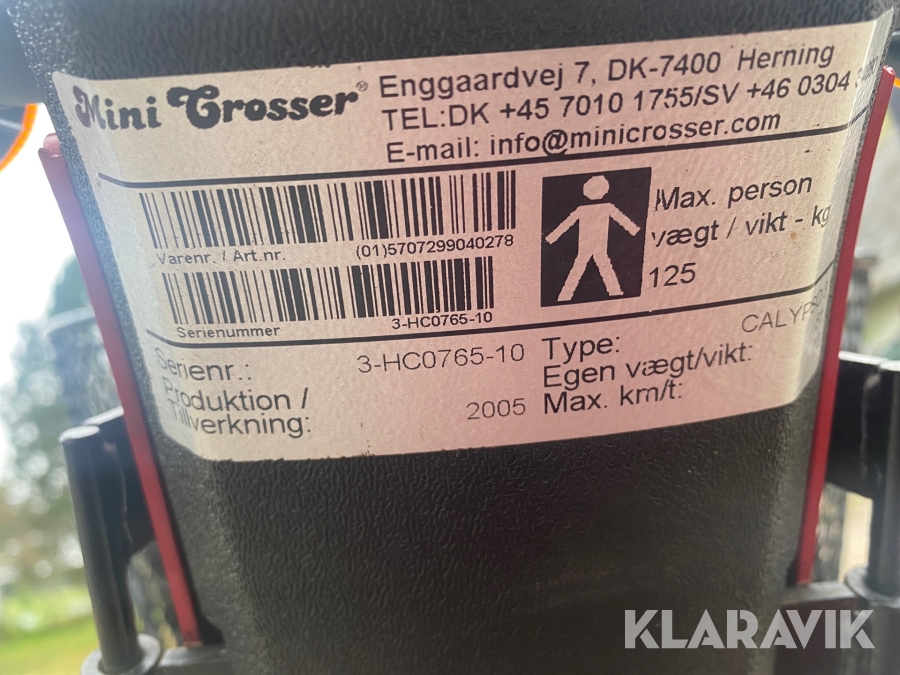 Mini Crosser®
Enggaardvej 7, DK-7400 Herning
TEL:DK +45 7010 1755/SV +46 0304
E-mail: info@minicrosser.com
Varenr. / Art.nr. (01)5707299040278
Serienummer 3-HC0765-10
Max. person
vægt / vikt - kg
125
Serienr.: 3-HC0765-10
Produktion /
Tillverkning: 2005
Type: CALYPSO
Egen vægt/vikt:
Max. km/t:
KLARAVIK